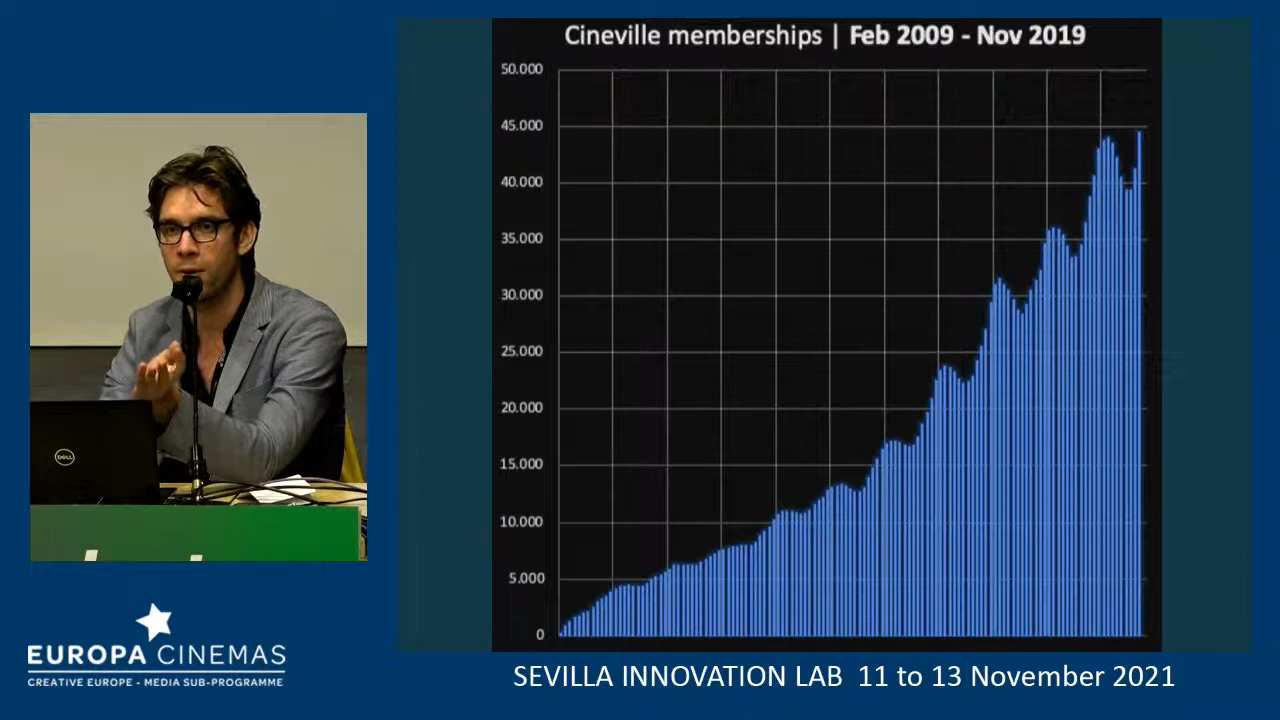 Cineville memberships | Feb 2009 - Nov 2019
50.000
45.000
40.000
35.000
30.000
25.000
20.000
15.000
10.000
5.000
0
DELL
EUROPA CINEMAS
CREATIVE EUROPE - MEDIA SUB-PROGRAMME
SEVILLA INNOVATION LAB 11 to 13 November 2021